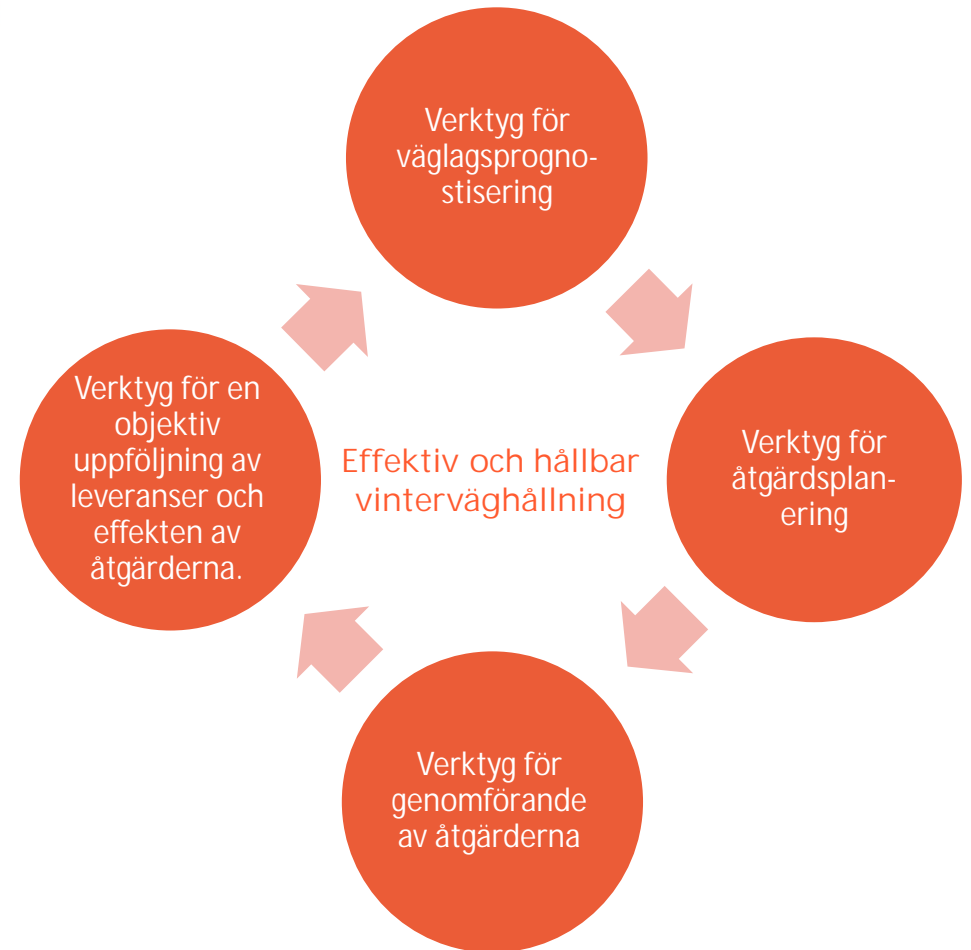 Verktyg för
väglagsprogno-
stisering
Verktyg för en
objektiv
uppföljning av
leveranser och
effekten av
åtgärderna.
Effektiv och hållbar
vinterväghållning
Verktyg för
åtgärdsplan-
ering
Verktyg för
genomförande
av åtgärderna